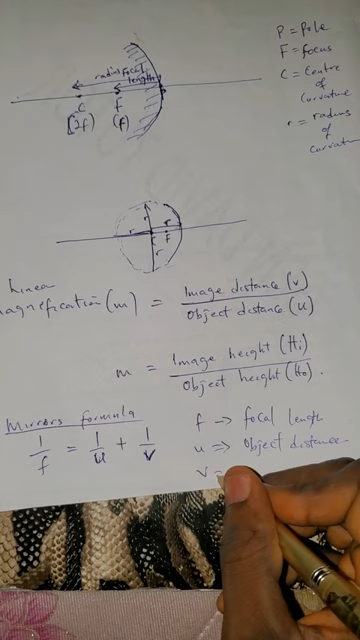 P = Pole
F = focus
C = Centre
of
Curvature
r = radius
of
Curvatu
radius focal
length
C F P
[2f] (f)
r r
C F
r
Linear
magnification (m) = Image distance (v)
Object distance (u)
m = Image height (Hi)
Object height (Ho).
Mirrors formula
1/f = 1/u + 1/v
f → focal length
u ⇒ object distance
v =